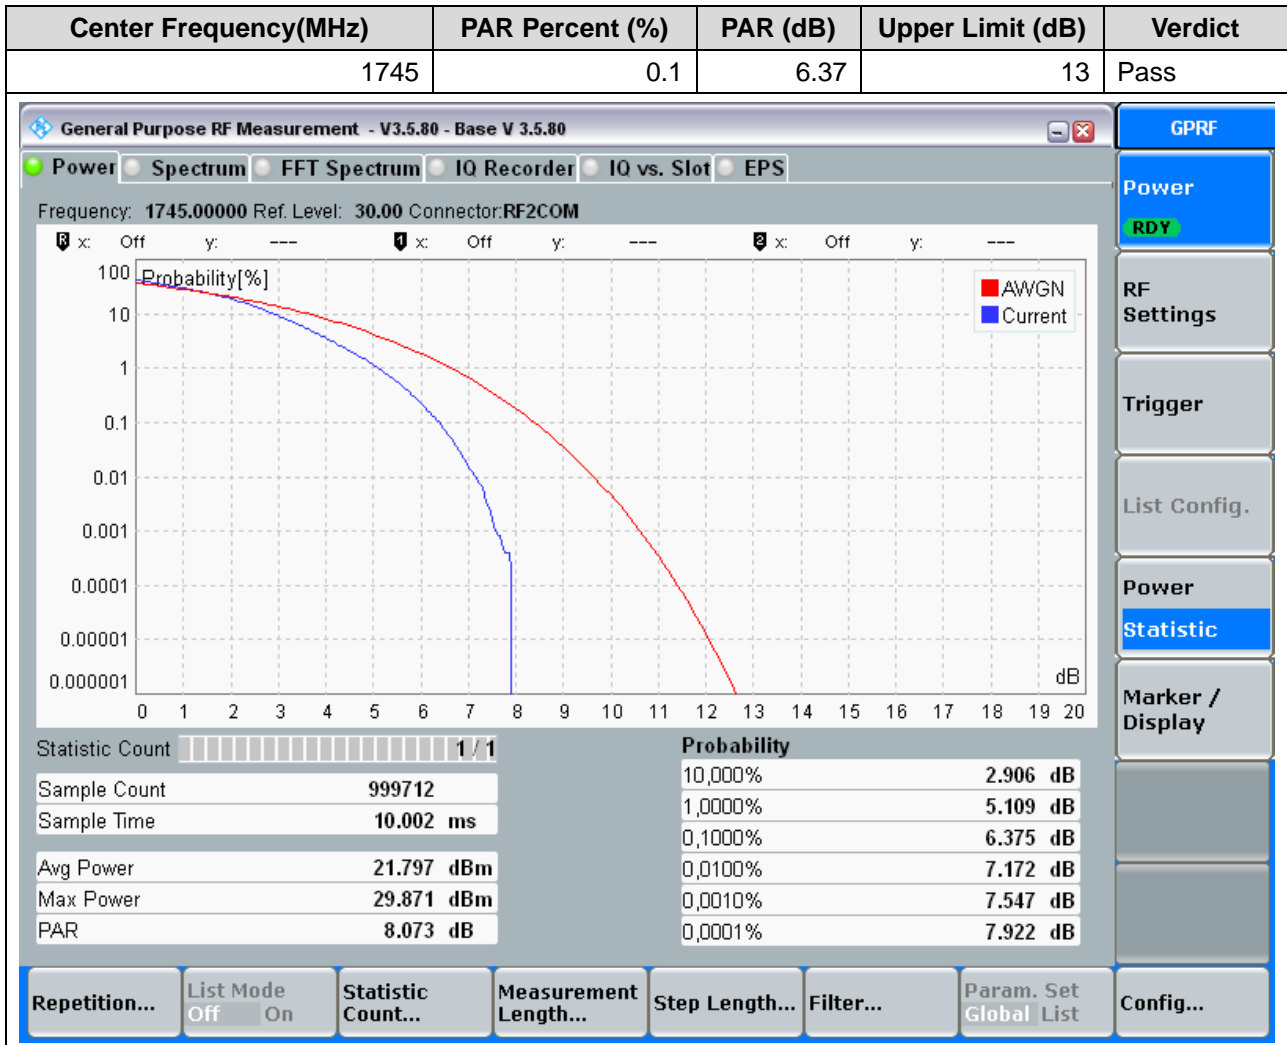 Center Frequency(MHz) PAR Percent (%) PAR (dB) Upper Limit (dB) Verdict
1745 0.1 6.37 13 Pass
General Purpose RF Measurement - V3.5.80 - Base V 3.5.80
GPRF
Power Spectrum FFT Spectrum IQ Recorder IQ vs. Slot EPS
Frequency: 1745.00000 Ref. Level: 30.00 Connector:RF2COM
R x: Off y: --- 1 x: Off y: --- 2 x: Off y: ---
Probability[%]
AWGN
Current
100
10
1
0.1
0.01
0.001
0.0001
0.00001
0.000001
dB
0 1 2 3 4 5 6 7 8 9 10 11 12 13 14 15 16 17 18 19 20
Statistic Count 1 / 1
Sample Count 999712
Sample Time 10.002 ms
Avg Power 21.797 dBm
Max Power 29.871 dBm
PAR 8.073 dB
Probability
10,000% 2.906 dB
1,0000% 5.109 dB
0,1000% 6.375 dB
0,0100% 7.172 dB
0,0010% 7.547 dB
0,0001% 7.922 dB
Power
RDY
RF
Settings
Trigger
List Config.
Power
Statistic
Marker /
Display
Repetition...
List Mode
Off On
Statistic
Count...
Measurement
Length...
Step Length...
Filter...
Param. Set
Global List
Config...